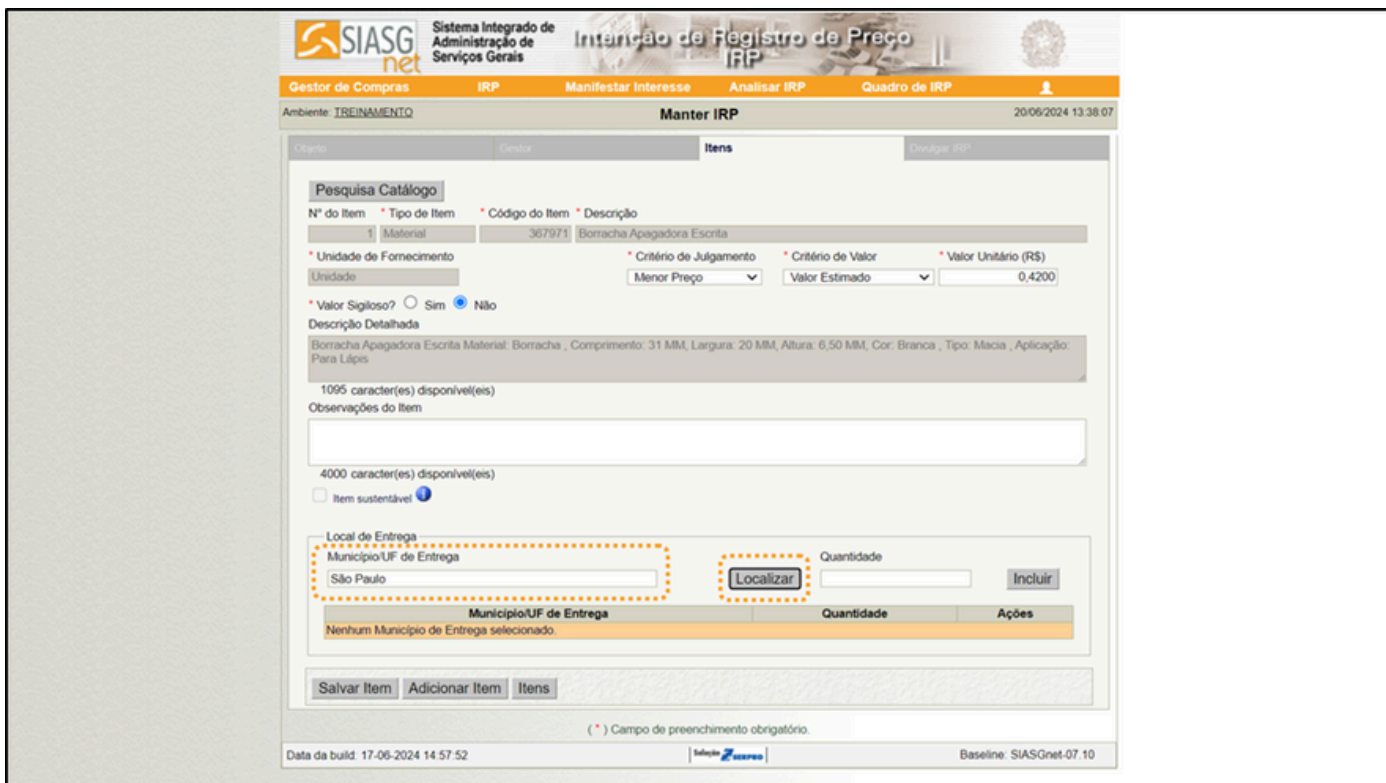 SIASG
net
Sistema Integrado de
Administração de
Serviços Gerais
Intenção de Registro de Preço
IRP
Gestor de Compras IRP Manifestar Interesse Analisar IRP Quadro de IRP
Ambiente: TREINAMENTO Manter IRP 20/06/2024 13:38:07
Objeto Gestor Itens Divulgar IRP
Pesquisa Catálogo
N° do Item * Tipo de Item * Código do Item * Descrição
1 Material 367971 Borracha Apagadora Escrita
* Unidade de Fornecimento * Critério de Julgamento * Critério de Valor * Valor Unitário (R$)
Unidade Menor Preço Valor Estimado 0,4200
* Valor Sigiloso? Sim Não
Descrição Detalhada
Borracha Apagadora Escrita Material: Borracha , Comprimento: 31 MM, Largura: 20 MM, Altura: 6,50 MM, Cor: Branca , Tipo: Macia , Aplicação:
Para Lápis
1095 caracter(es) disponível(eis)
Observações do Item
4000 caracter(es) disponível(eis)
Item sustentável
Local de Entrega
Município/UF de Entrega Quantidade
São Paulo Localizar Incluir
Município/UF de Entrega Quantidade Ações
Nenhum Município de Entrega selecionado.
Salvar Item Adicionar Item Itens
( * ) Campo de preenchimento obrigatório.
Data da build: 17-06-2024 14:57:52 Solução SERPRO Baseline: SIASGnet-07.10